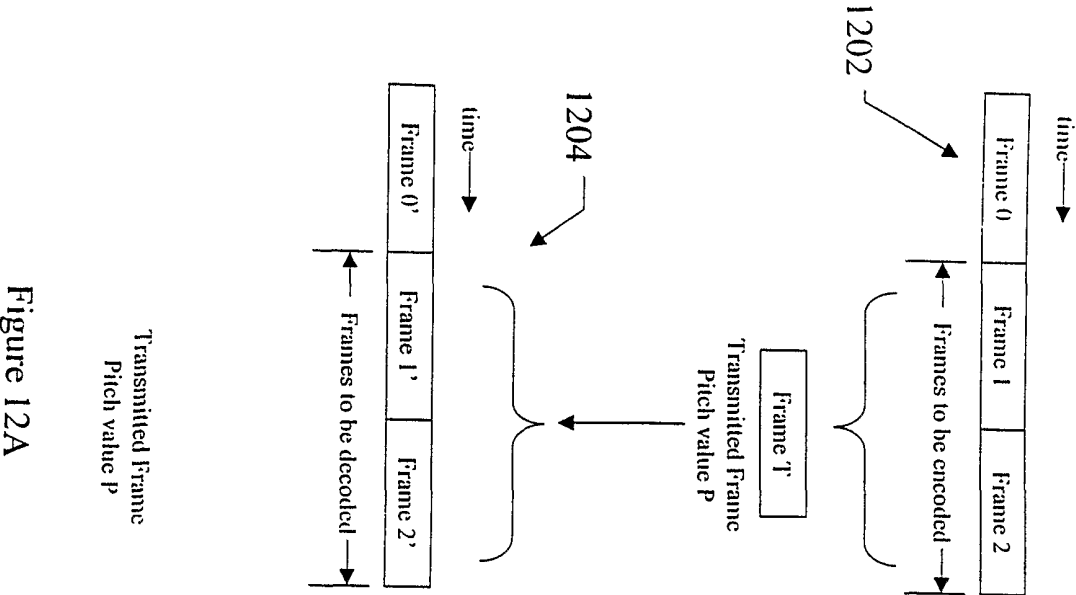 time
1202
Frame 0
Frame 1
Frame 2
Frames to be encoded
Frame T
Transmitted Frame
Pitch value P
1204
time
Frame 0'
Frame 1'
Frame 2'
Frames to be decoded
Transmitted Frame
Pitch value P
Figure 12A